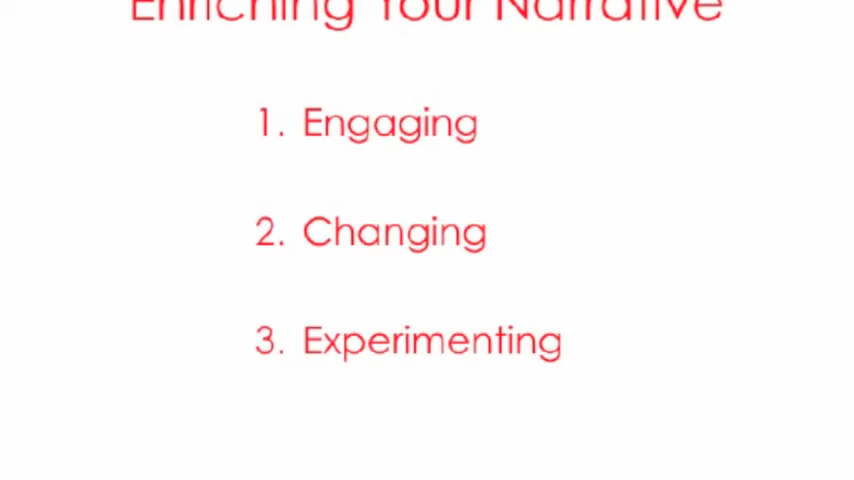 Enriching Your Narrative
1. Engaging
2. Changing
3. Experimenting